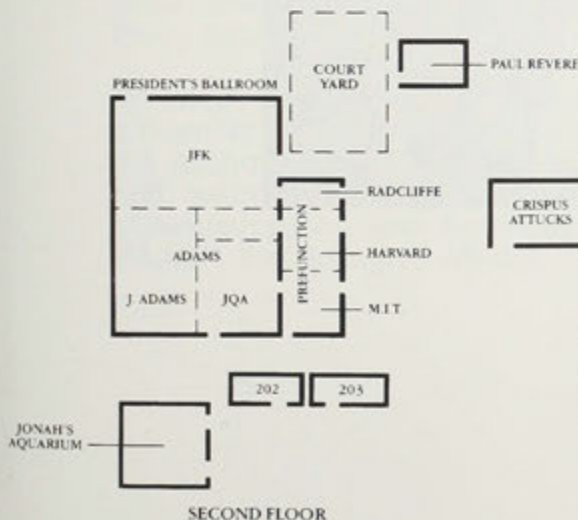 COURT
YARD
PAUL REVERE
PRESIDENT'S BALLROOM
JFK
RADCLIFFE
CRISPUS
ATTUCKS
PREFUNCTION
ADAMS
HARVARD
J. ADAMS
JQA
M.I.T.
202
203
JONAH'S
AQUARIUM
SECOND FLOOR